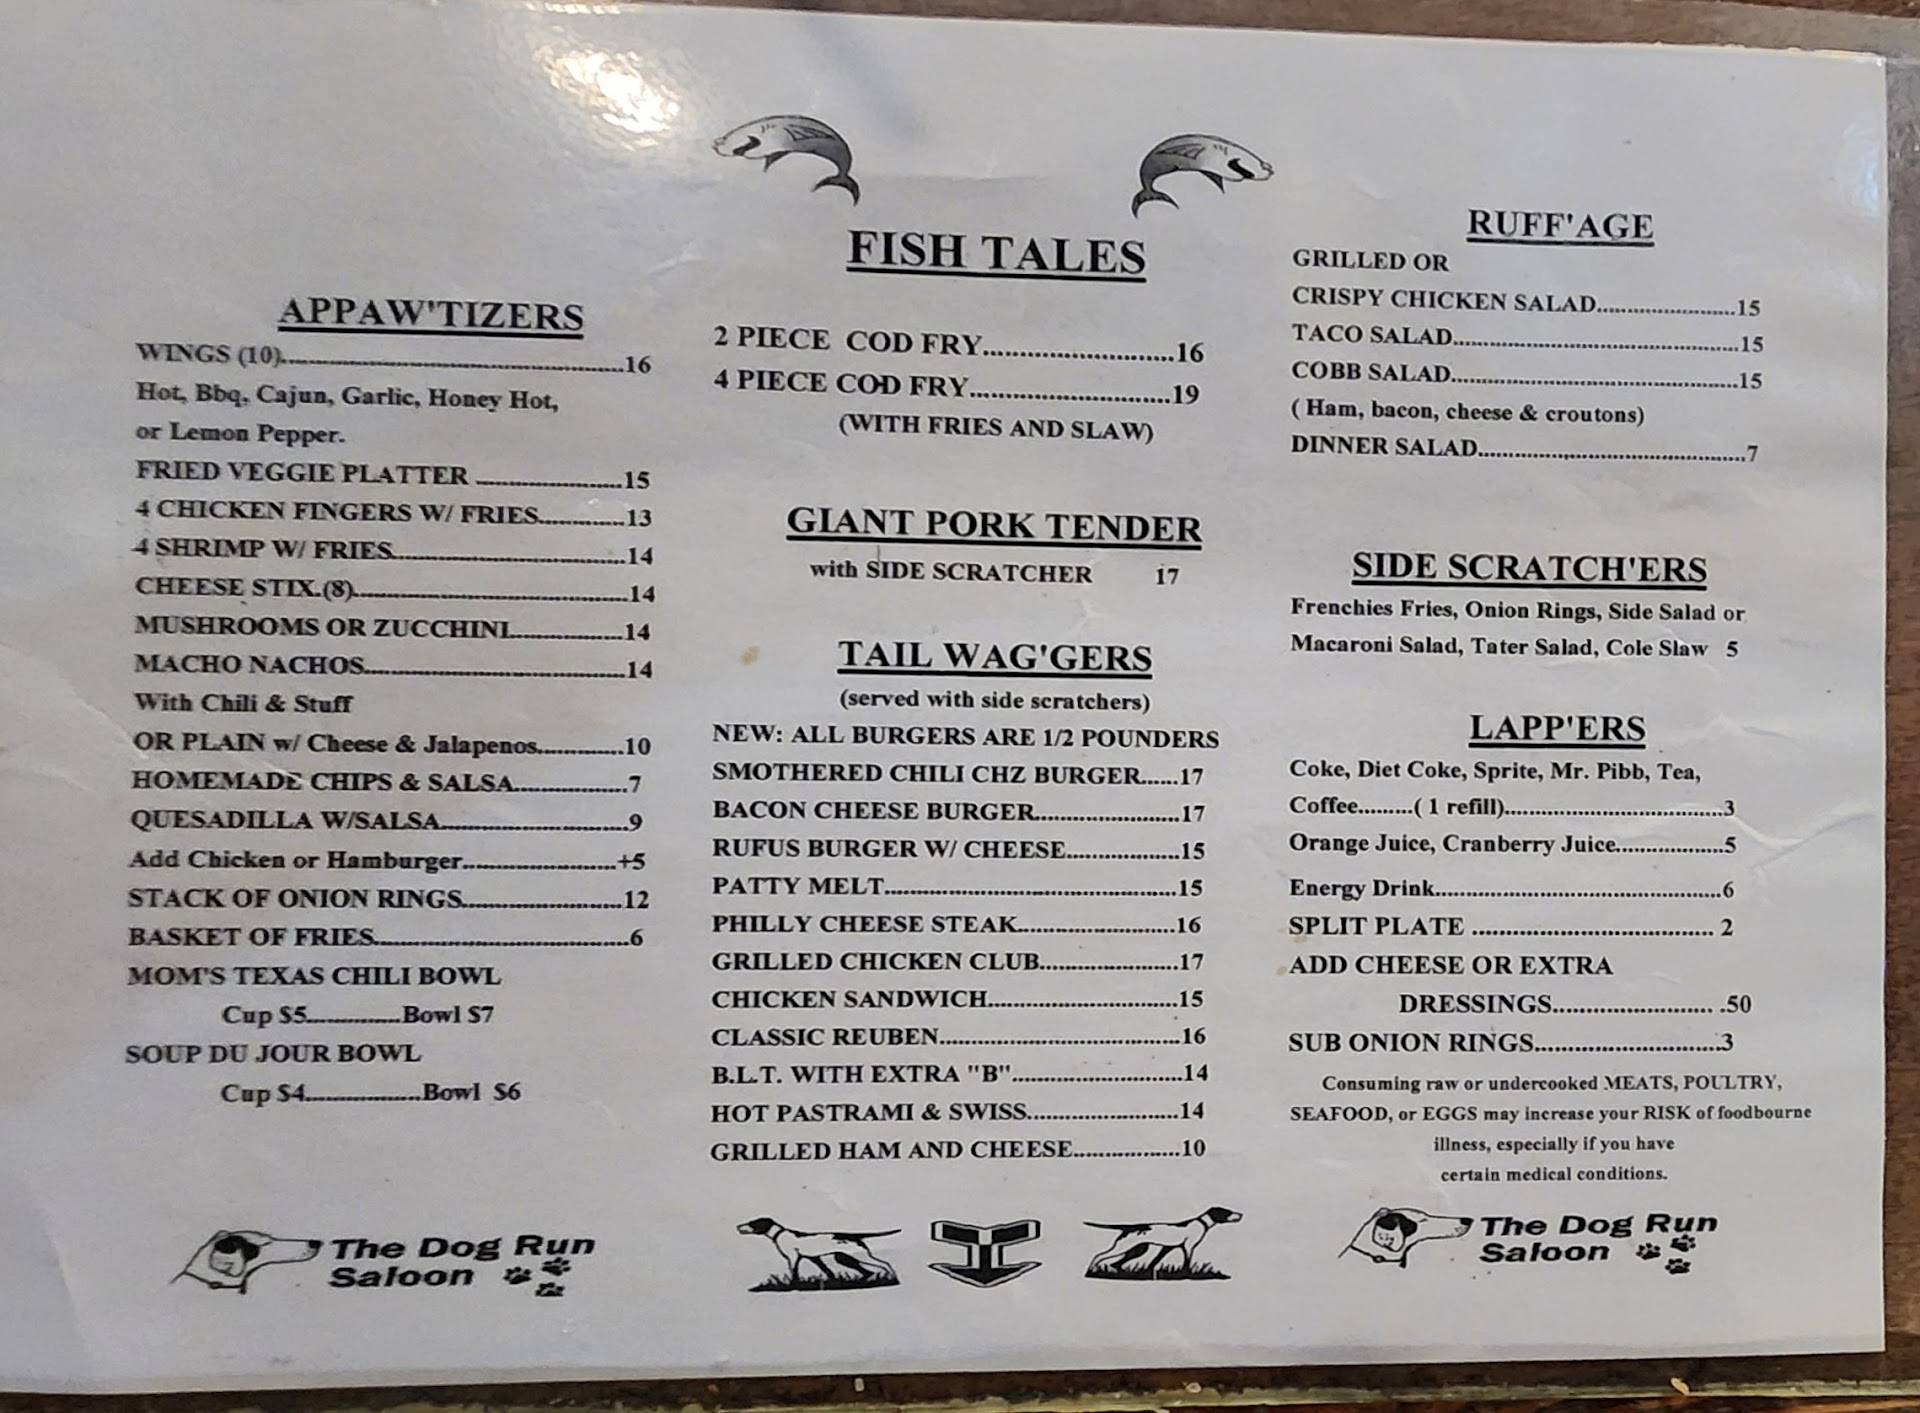 APPAW'TIZERS
WINGS (10)..........16
Hot, Bbq, Cajun, Garlic, Honey Hot,
or Lemon Pepper.
FRIED VEGGIE PLATTER ..........15
4 CHICKEN FINGERS W/ FRIES..........13
4 SHRIMP W/ FRIES..........14
CHEESE STIX.(8)..........14
MUSHROOMS OR ZUCCHINI..........14
MACHO NACHOS..........14
With Chili & Stuff
OR PLAIN w/ Cheese & Jalapenos..........10
HOMEMADE CHIPS & SALSA..........7
QUESADILLA W/SALSA..........9
Add Chicken or Hamburger..........+5
STACK OF ONION RINGS..........12
BASKET OF FRIES..........6
MOM'S TEXAS CHILI BOWL
Cup $5..........Bowl $7
SOUP DU JOUR BOWL
Cup $4..........Bowl $6
The Dog Run
Saloon
FISH TALES
2 PIECE COD FRY..........16
4 PIECE COD FRY..........19
(WITH FRIES AND SLAW)
GIANT PORK TENDER
with SIDE SCRATCHER 17
TAIL WAG'GERS
(served with side scratchers)
NEW: ALL BURGERS ARE 1/2 POUNDERS
SMOTHERED CHILI CHZ BURGER......17
BACON CHEESE BURGER..........17
RUFUS BURGER W/ CHEESE..........15
PATTY MELT..........15
PHILLY CHEESE STEAK..........16
GRILLED CHICKEN CLUB..........17
CHICKEN SANDWICH..........15
CLASSIC REUBEN..........16
B.L.T. WITH EXTRA "B"..........14
HOT PASTRAMI & SWISS..........14
GRILLED HAM AND CHEESE..........10
RUFF'AGE
GRILLED OR
CRISPY CHICKEN SALAD..........15
TACO SALAD..........15
COBB SALAD..........15
( Ham, bacon, cheese & croutons)
DINNER SALAD..........7
SIDE SCRATCH'ERS
Frenchies Fries, Onion Rings, Side Salad or
Macaroni Salad, Tater Salad, Cole Slaw 5
LAPP'ERS
Coke, Diet Coke, Sprite, Mr. Pibb, Tea,
Coffee.........( 1 refill)..........3
Orange Juice, Cranberry Juice..........5
Energy Drink..........6
SPLIT PLATE .......... 2
ADD CHEESE OR EXTRA
DRESSINGS.......... .50
SUB ONION RINGS..........3
Consuming raw or undercooked MEATS, POULTRY,
SEAFOOD, or EGGS may increase your RISK of foodbourne
illness, especially if you have
certain medical conditions.
The Dog Run
Saloon